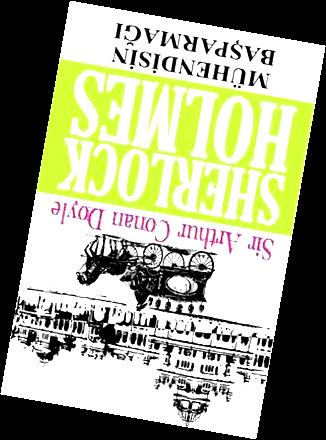 Sir Arthur Conan Doyle
SHERLOCK
HOLMES
MÜHENDİSİN
BAŞPARMAĞI